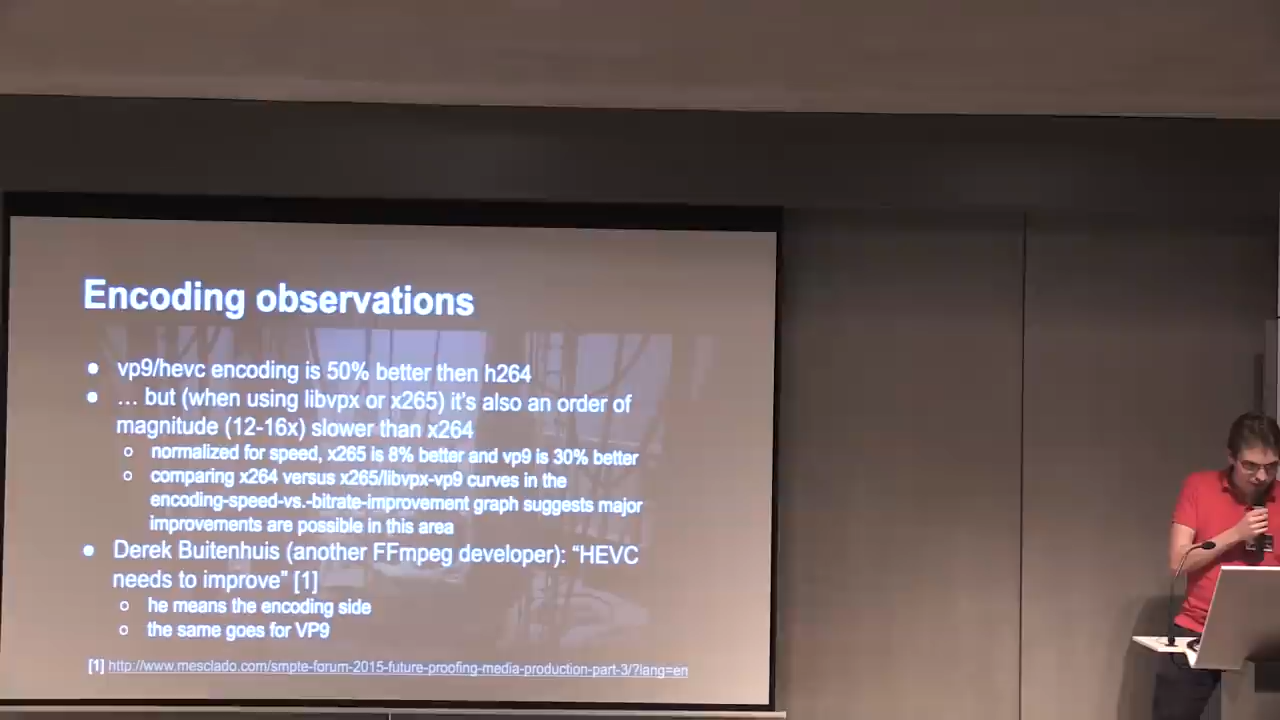 Encoding observations
● vp9/hevc encoding is 50% better then h264
● … but (when using libvpx or x265) it's also an order of
magnitude (12-16x) slower than x264
○ normalized for speed, x265 is 8% better and vp9 is 30% better
○ comparing x264 versus x265/libvpx-vp9 curves in the
encoding-speed-vs.-bitrate-improvement graph suggests major
improvements are possible in this area
● Derek Buitenhuis (another FFmpeg developer): “HEVC
needs to improve” [1]
○ he means the encoding side
○ the same goes for VP9
[1] http://www.mesclado.com/smpte-forum-2015-future-proofing-media-production-part-3/?lang=en